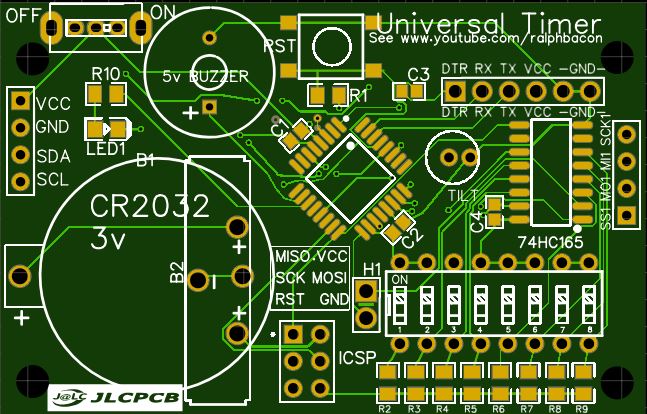 OFF
ON
Universal Timer
See www.youtube.com/ralphbacon
RST
5v BUZZER
+
R10
LED1
VCC
GND
SDA
SCL
C3
R1
C1
DTR RX TX VCC -GND-
DTR RX TX VCC -GND-
SS1 MO1 MI1 SCK1
TILT
C4
C2
74HC165
B1
CR2032
3v
B2
+
+
+
MISO VCC
SCK MOSI
RST GND
H1
ICSP
ON
1 2 3 4 5 6 7 8
R2 R3 R4 R5 R6 R7 R8 R9
J@LC JLCPCB